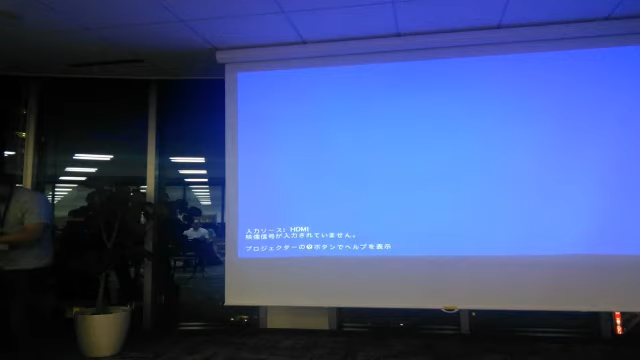 入力ソース: HDMI
映像信号が入力されていません。
プロジェクターの?ボタンでヘルプを表示